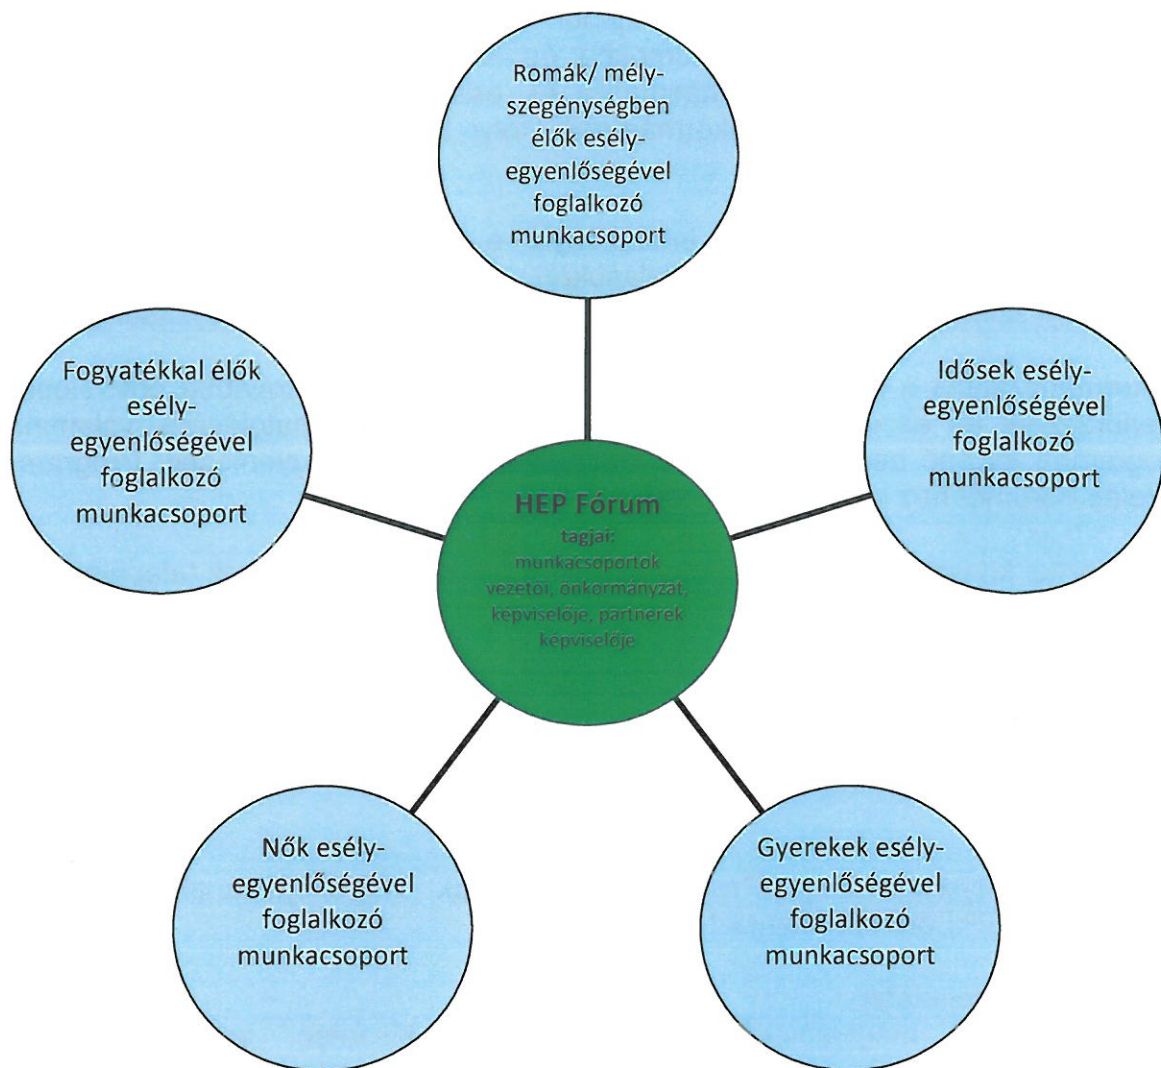 Romák/ mély-
szegénységben
élők esély-
egyenlőségével
foglalkozó
munkacsoport
Fogyatékkal élők
esély-
egyenlőségével
foglalkozó
munkacsoport
Idősek esély-
egyenlőségével
foglalkozó
munkacsoport
HEP Fórum
tagjai:
munkacsoportok
vezetői, önkormányzat,
képviselője, partnerek
képviselője
Nők esély-
egyenlőségével
foglalkozó
munkacsoport
Gyerekek esély-
egyenlőségével
foglalkozó
munkacsoport